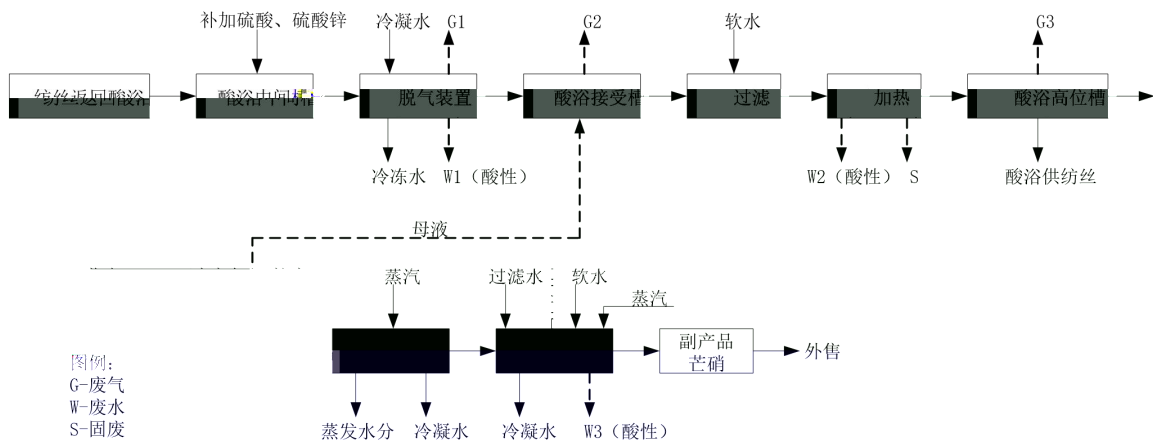 补加硫酸、硫酸锌
冷凝水 G1
G2
软水
G3
纺丝返回酸浴
酸浴中间槽
脱气装置
酸浴接受槽
过滤
加热
酸浴高位槽
冷冻水 W1（酸性）
W2（酸性） S
酸浴供纺丝
母液
蒸汽
过滤水
软水
蒸汽
副产品
芒硝
外售
图例:
G-废气
W-废水
S-固废
蒸发水分
冷凝水
冷凝水
W3（酸性）